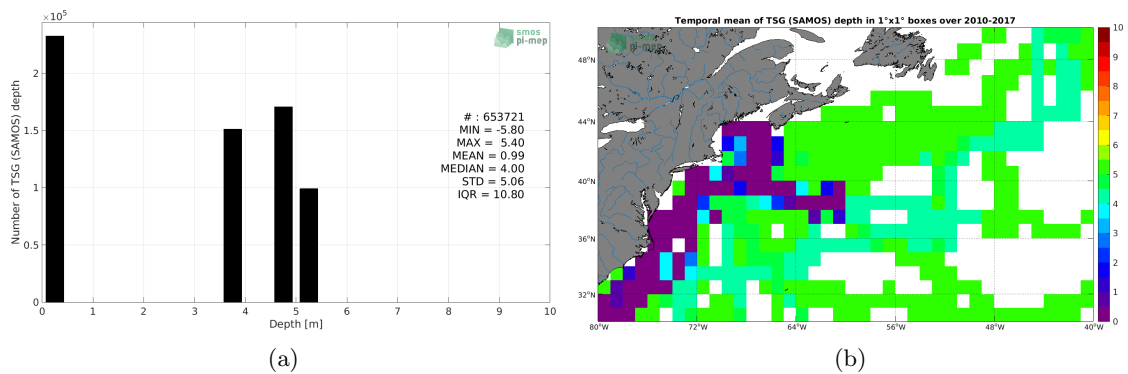 ×10⁵
smos
pi-mep
# : 653721
MIN = -5.80
MAX = 5.40
MEAN = 0.99
MEDIAN = 4.00
STD = 5.06
IQR = 10.80
Number of TSG (SAMOS) depth
2
1.5
1
0.5
0
0 1 2 3 4 5 6 7 8 9 10
Depth [m]
(a)
Temporal mean of TSG (SAMOS) depth in 1°x1° boxes over 2010-2017
smos
pi-mep
48°N
44°N
40°N
36°N
32°N
80°W 72°W 64°W 56°W 48°W 40°W
10
9
8
7
6
5
4
3
2
1
0
(b)